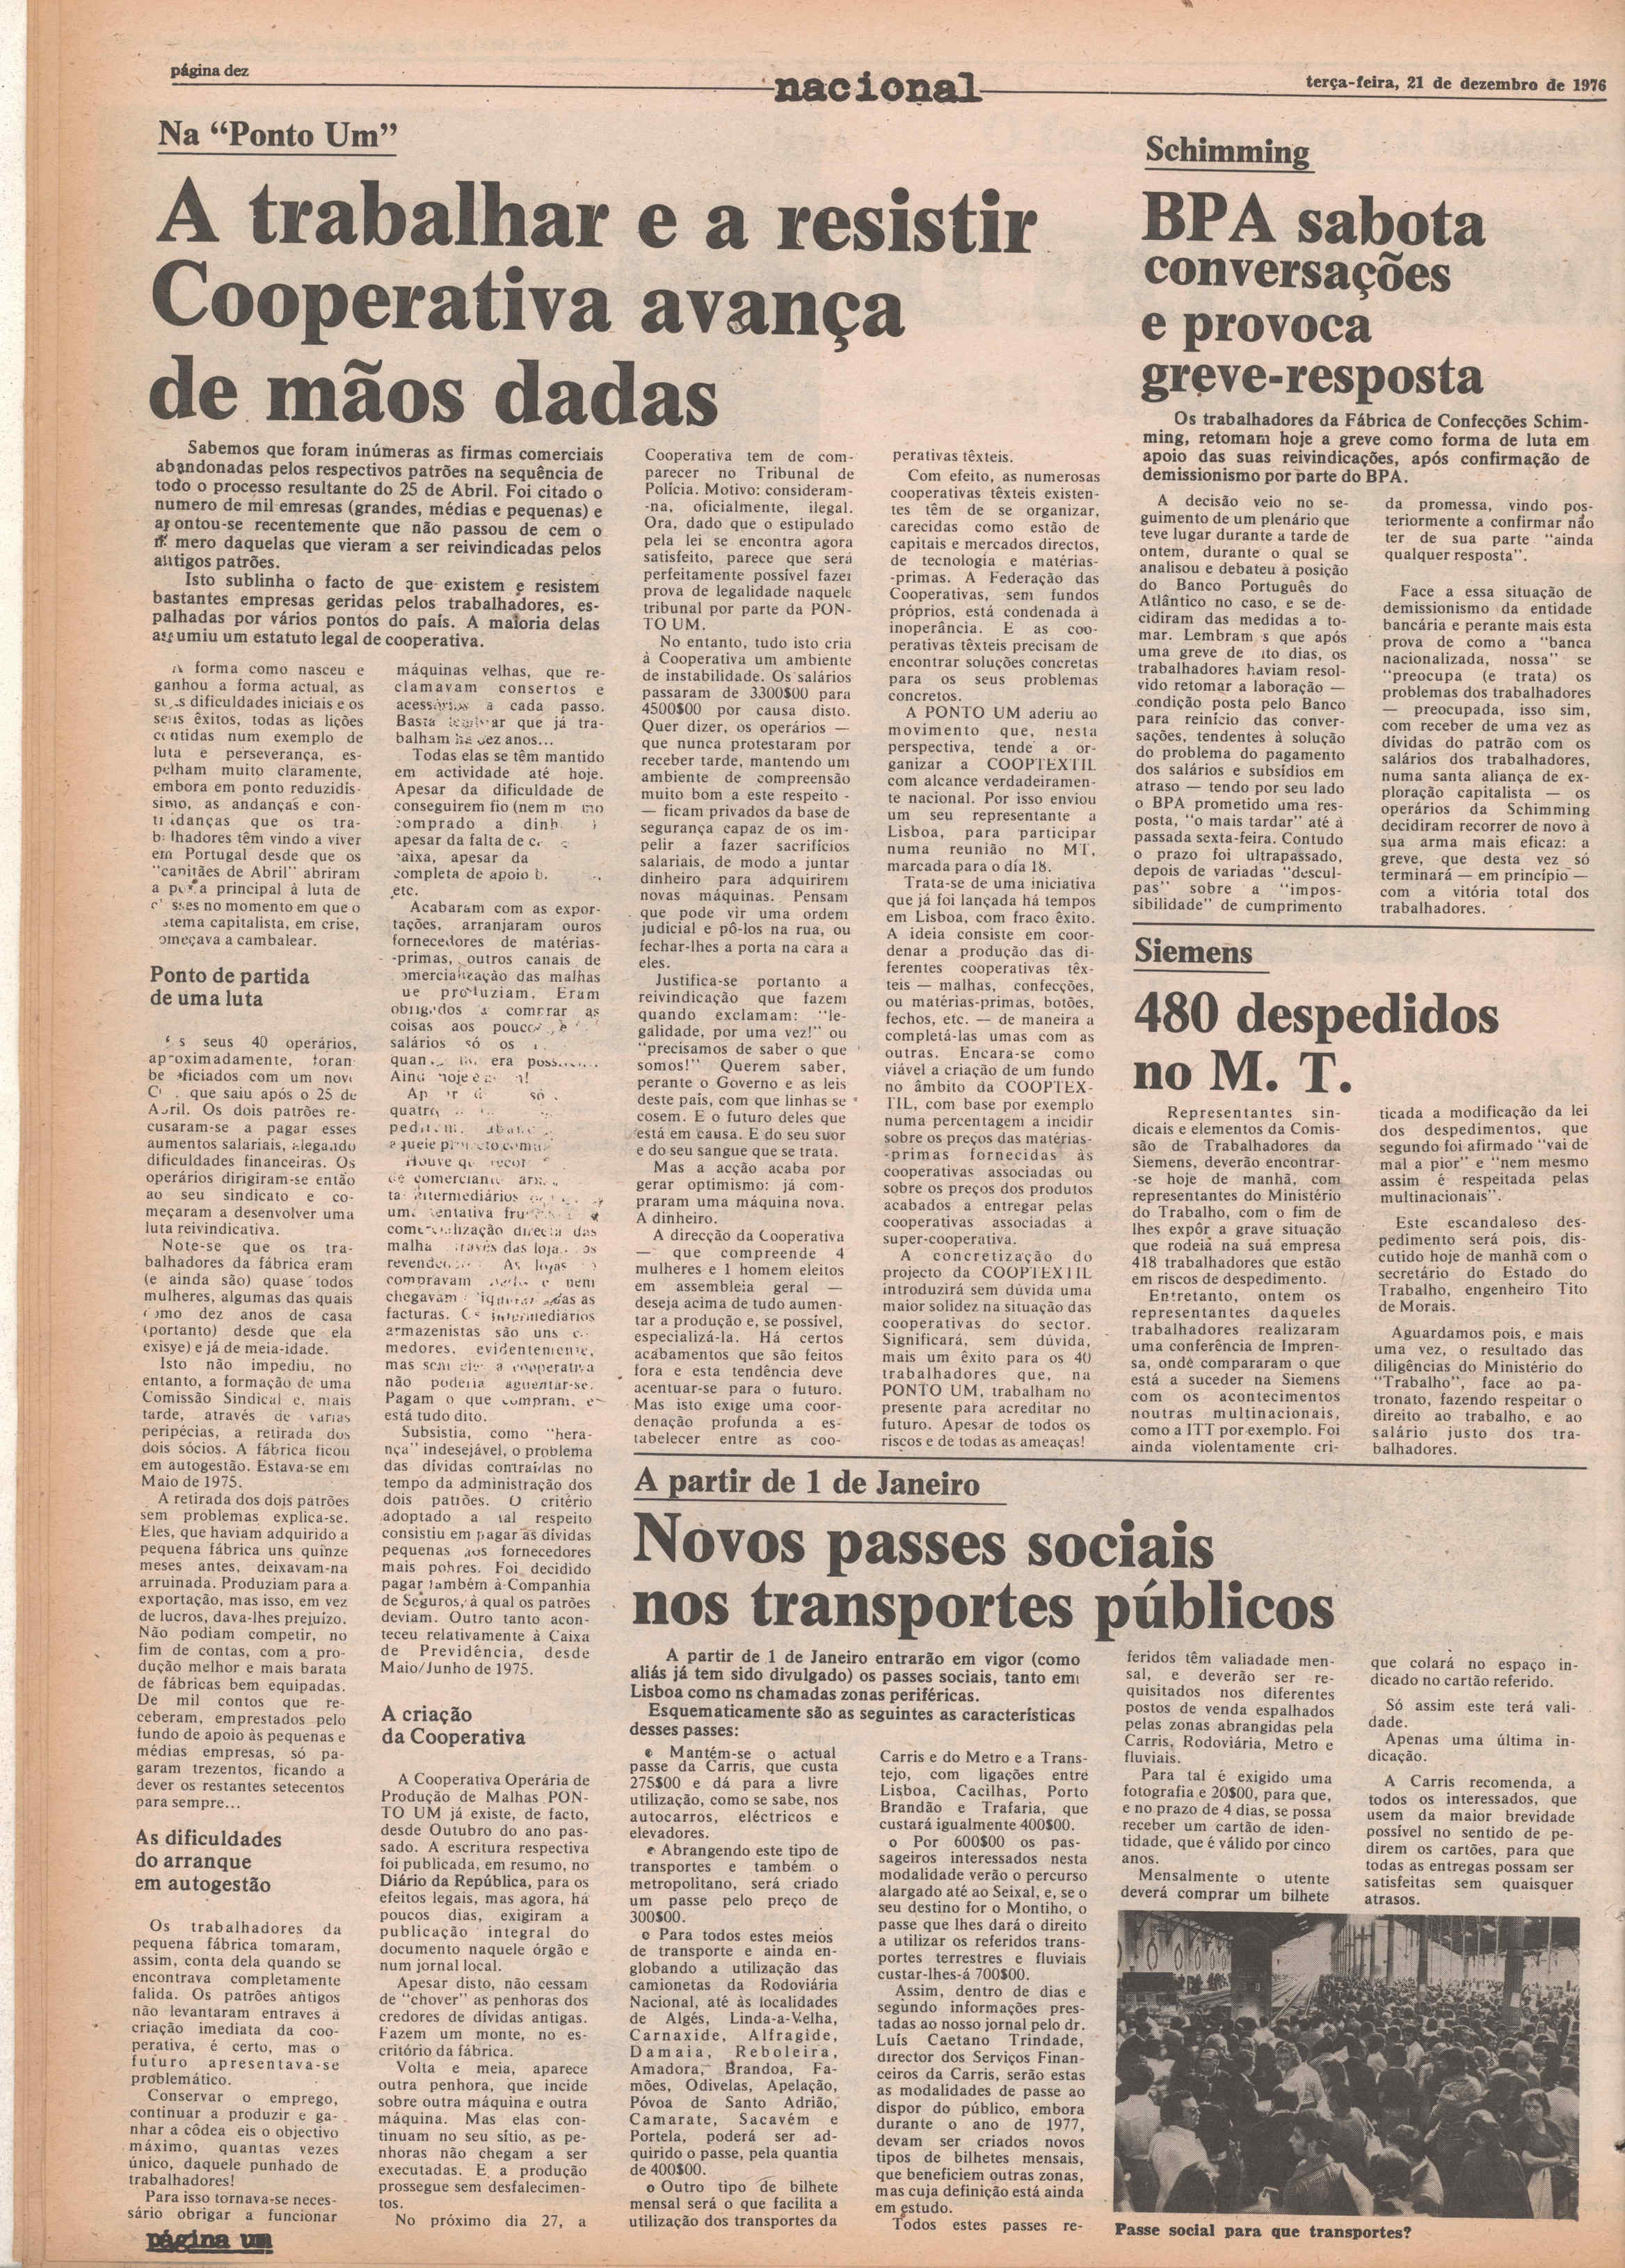 página dez
nacional
terça-feira, 21 de dezembro de 1976
Na “Ponto Um”
A trabalhar e a resistir
Cooperativa avança
de mãos dadas
Sabemos que foram inúmeras as firmas comerciais
abandonadas pelos respectivos patrões na sequência de
todo o processo resultante do 25 de Abril. Foi citado o
numero de mil emresas (grandes, médias e pequenas) e
apontou-se recentemente que não passou de cem o
número daquelas que vieram a ser reivindicadas pelos
antigos patrões.
Isto sublinha o facto de que existem e resistem
bastantes empresas geridas pelos trabalhadores, es-
palhadas por vários pontos do país. A maioria delas
assumiu um estatuto legal de cooperativa.
A forma como nasceu e
ganhou a forma actual, as
suas dificuldades iniciais e os
seus êxitos, todas as lições
contidas num exemplo de
luta e perseverança, es-
pelham muito claramente,
embora em ponto reduzidís-
simo, as andanças e con-
tradanças que os tra-
balhadores têm vindo a viver
em Portugal desde que os
“capitães de Abril” abriram
a porta principal à luta de
classes no momento em que o
sistema capitalista, em crise,
começava a cambalear.
Ponto de partida
de uma luta
Os seus 40 operários,
aproximadamente, foran
beneficiados com um novo
que saiu após o 25 de
Abril. Os dois patrões re-
cusaram-se a pagar esses
aumentos salariais, alegando
dificuldades financeiras. Os
operários dirigiram-se então
ao seu sindicato e co-
meçaram a desenvolver uma
luta reivindicativa.
Note-se que os tra-
balhadores da fábrica eram
(e ainda são) quase todos
mulheres, algumas das quais
como dez anos de casa
(portanto) desde que ela
exisye) e já de meia-idade.
Isto não impediu, no
entanto, a formação de uma
Comissão Sindical e, mais
tarde, através de várias
peripécias, a retirada dos
dois sócios. A fábrica ficou
em autogestão. Estava-se em
Maio de 1975.
A retirada dos dois patrões
sem problemas explica-se.
Eles, que haviam adquirido a
pequena fábrica uns quinze
meses antes, deixavam-na
arruinada. Produziam para a
exportação, mas isso, em vez
de lucros, dava-lhes prejuízo.
Não podiam competir, no
fim de contas, com a pro-
dução melhor e mais barata
de fábricas bem equipadas.
De mil contos que re-
ceberam, emprestados pelo
fundo de apoio às pequenas e
médias empresas, só pa-
garam trezentos, ficando a
dever os restantes setecentos
para sempre...
As dificuldades
do arranque
em autogestão
Os trabalhadores da
pequena fábrica tomaram,
assim, conta dela quando se
encontrava completamente
falida. Os patrões antigos
não levantaram entraves à
criação imediata da coo-
perativa, é certo, mas o
futuro apresentava-se
problemático.
Conservar o emprego,
continuar a produzir e ga-
nhar a côdea eis o objectivo
máximo, quantas vezes
único, daquele punhado de
trabalhadores!
Para isso tornava-se neces-
sário obrigar a funcionar
máquinas velhas, que re-
clamavam consertos e
acessórios a cada passo.
Basta lembrar que já tra-
balham há dez anos...
Todas elas se têm mantido
em actividade até hoje.
Apesar da dificuldade de
conseguirem fio (nem mesmo
comprado a
apesar da falta de
caixa, apesar da
completa de apoio
etc.
Acabaram com as expor-
tações, arranjaram ouros
fornecedores de matérias-
-primas, outros canais de
comercialização das malhas
que produziam. Eram
obrigados a comprar as
coisas aos poucos, e
salários só os
era
Ainda hoje é
só
quatro
Houve
de comerciante
intermediários
uma tentativa
comercialização directa das
malha através das lojas
As lojas
compravam e nem
chegavam as
facturas. Os intermediários
armazenistas são uns co-
medores, evidentemente,
mas sem eles a cooperativa
não poderia aguentar-se.
Pagam o que compram, e
está tudo dito.
Subsistia, como “hera-
nça” indesejável, o problema
das dívidas contraídas no
tempo da administração dos
dois patrões. O critério
adoptado a tal respeito
consistiu em pagar as dívidas
pequenas aos fornecedores
mais pobres. Foi decidido
pagar também à Companhia
de Seguros, à qual os patrões
deviam. Outro tanto acon-
teceu relativamente à Caixa
de Previdência, desde
Maio/Junho de 1975.
A criação
da Cooperativa
A Cooperativa Operária de
Produção de Malhas PON-
TO UM já existe, de facto,
desde Outubro do ano pas-
sado. A escritura respectiva
foi publicada, em resumo, no
Diário da República, para os
efeitos legais, mas agora, há
poucos dias, exigiram a
publicação integral do
documento naquele órgão e
num jornal local.
Apesar disto, não cessam
de “chover” as penhoras dos
credores de dívidas antigas.
Fazem um monte, no es-
critório da fábrica.
Volta e meia, aparece
outra penhora, que incide
sobre outra máquina e outra
máquina. Mas elas con-
tinuam no seu sítio, as pe-
nhoras não chegam a ser
executadas. E a produção
prossegue sem desfalecimen-
tos.
No próximo dia 27, a
Cooperativa tem de com-
parecer no Tribunal de
Polícia. Motivo: consideram-
-na, oficialmente, ilegal.
Ora, dado que o estipulado
pela lei se encontra agora
satisfeito, parece que será
perfeitamente possível fazer
prova de legalidade naquele
tribunal por parte da PON-
TO UM.
No entanto, tudo isto cria
à Cooperativa um ambiente
de instabilidade. Os salários
passaram de 3300$00 para
4500$00 por causa disto.
Quer dizer, os operários —
que nunca protestaram por
receber tarde, mantendo um
ambiente de compreensão
muito bom a este respeito -
— ficam privados da base de
segurança capaz de os im-
pelir a fazer sacrifícios
salariais, de modo a juntar
dinheiro para adquirirem
novas máquinas. Pensam
que pode vir uma ordem
judicial e pô-los na rua, ou
fechar-lhes a porta na cara a
eles.
Justifica-se portanto a
reivindicação que fazem
quando exclamam: “le-
galidade, por uma vez!” ou
“precisamos de saber o que
somos!” Querem saber,
perante o Governo e as leis
deste país, com que linhas se
cosem. E o futuro deles que
está em causa. E do seu suor
e do seu sangue que se trata.
Mas a acção acaba por
gerar optimismo: já com-
praram uma máquina nova.
A dinheiro.
A direcção da Cooperativa
— que compreende 4
mulheres e 1 homem eleitos
em assembleia geral —
deseja acima de tudo aumen-
tar a produção e, se possível,
especializá-la. Há certos
acabamentos que são feitos
fora e esta tendência deve
acentuar-se para o futuro.
Mas isto exige uma coor-
denação profunda a es-
tabelecer entre as coo-
perativas têxteis.
Com efeito, as numerosas
cooperativas têxteis existen-
tes têm de se organizar,
carecidas como estão de
capitais e mercados directos,
de tecnologia e matérias-
-primas. A Federação das
Cooperativas, sem fundos
próprios, está condenada à
inoperância. E as coo-
perativas têxteis precisam de
encontrar soluções concretas
para os seus problemas
concretos.
A PONTO UM aderiu ao
movimento que, nesta
perspectiva, tende a or-
ganizar a COOPTEXTIL
com alcance verdadeiramen-
te nacional. Por isso enviou
um seu representante a
Lisboa, para participar
numa reunião no MT,
marcada para o dia 18.
Trata-se de uma iniciativa
que já foi lançada há tempos
em Lisboa, com fraco êxito.
A ideia consiste em coor-
denar a produção das di-
ferentes cooperativas têx-
teis — malhas, confecções,
ou matérias-primas, botões,
fechos, etc. — de maneira a
completá-las umas com as
outras. Encara-se como
viável a criação de um fundo
no âmbito da COOPTEX-
TIL, com base por exemplo
numa percentagem a incidir
sobre os preços das matérias-
-primas fornecidas às
cooperativas associadas ou
sobre os preços dos produtos
acabados a entregar pelas
cooperativas associadas à
super-cooperativa.
A concretização do
projecto da COOPTEXTIL
introduzirá sem dúvida uma
maior solidez na situação das
cooperativas do sector.
Significará, sem dúvida,
mais um êxito para os 40
trabalhadores que, na
PONTO UM, trabalham no
presente para acreditar no
futuro. Apesar de todos os
riscos e de todas as ameaças!
Schimming
BPA sabota
conversações
e provoca
greve-resposta
Os trabalhadores da Fábrica de Confecções Schim-
ming, retomam hoje a greve como forma de luta em
apoio das suas reivindicações, após confirmação de
demissionismo por parte do BPA.
A decisão veio no se-
guimento de um plenário que
teve lugar durante a tarde de
ontem, durante o qual se
analisou e debateu à posição
do Banco Português do
Atlântico no caso, e se de-
cidiram das medidas a to-
mar. Lembramos que após
uma greve de oito dias, os
trabalhadores haviam resol-
vido retomar a laboração —
condição posta pelo Banco
para reinício das conver-
sações, tendentes à solução
do problema do pagamento
dos salários e subsídios em
atraso — tendo por seu lado
o BPA prometido uma res-
posta, “o mais tardar” até à
passada sexta-feira. Contudo
o prazo foi ultrapassado,
depois de variadas “descul-
pas” sobre a “impos-
sibilidade” de cumprimento
da promessa, vindo pos-
teriormente a confirmar não
ter de sua parte “ainda
qualquer resposta”.
Face a essa situação de
demissionismo da entidade
bancária e perante mais esta
prova de como a “banca
nacionalizada, nossa” se
“preocupa (e trata) os
problemas dos trabalhadores
— preocupada, isso sim,
com receber de uma vez as
dívidas do patrão com os
salários dos trabalhadores,
numa santa aliança de ex-
ploração capitalista — os
operários da Schimming
decidiram recorrer de novo à
sua arma mais eficaz: a
greve, que desta vez só
terminará — em princípio —
com a vitória total dos
trabalhadores.
Siemens
480 despedidos
no M. T.
Representantes sin-
dicais e elementos da Comis-
são de Trabalhadores da
Siemens, deverão encontrar-
-se hoje de manhã, com
representantes do Ministério
do Trabalho, com o fim de
lhes expôr a grave situação
que rodeia na suá empresa
418 trabalhadores que estão
em riscos de despedimento.
Entretanto, ontem os
representantes daqueles
trabalhadores realizaram
uma conferência de Impren-
sa, onde compararam o que
está a suceder na Siemens
com os acontecimentos
noutras multinacionais,
como a ITT por exemplo. Foi
ainda violentamente cri-
ticada a modificação da lei
dos despedimentos, que
segundo foi afirmado “vai de
mal a pior” e “nem mesmo
assim é respeitada pelas
multinacionais”.
Este escandaloso des-
pedimento será pois, dis-
cutido hoje de manhã com o
secretário do Estado do
Trabalho, engenheiro Tito
de Morais.
Aguardamos pois, e mais
uma vez, o resultado das
diligências do Ministério do
“Trabalho”, face ao pa-
tronato, fazendo respeitar o
direito ao trabalho, e ao
salário justo dos tra-
balhadores.
A partir de 1 de Janeiro
Novos passes sociais
nos transportes públicos
A partir de 1 de Janeiro entrarão em vigor (como
aliás já tem sido divulgado) os passes sociais, tanto em
Lisboa como ns chamadas zonas periféricas.
Esquematicamente são as seguintes as características
desses passes:
• Mantém-se o actual
passe da Carris, que custa
275$00 e dá para a livre
utilização, como se sabe, nos
autocarros, eléctricos e
elevadores.
• Abrangendo este tipo de
transportes e também o
metropolitano, será criado
um passe pelo preço de
300$00.
• Para todos estes meios
de transporte e ainda en-
globando a utilização das
camionetas da Rodoviária
Nacional, até às localidades
de Algés, Linda-a-Velha,
Carnaxide, Alfragide,
Damaia, Reboleira,
Amadora, Brandoa, Fa-
mões, Odivelas, Apelação,
Póvoa de Santo Adrião,
Camarate, Sacavém e
Portela, poderá ser ad-
quirido o passe, pela quantia
de 400$00.
• Outro tipo de bilhete
mensal será o que facilita a
utilização dos transportes da
Carris e do Metro e a Trans-
tejo, com ligações entre
Lisboa, Cacilhas, Porto
Brandão e Trafaria, que
custará igualmente 400$00.
• Por 600$00 os pas-
sageiros interessados nesta
modalidade verão o percurso
alargado até ao Seixal, e, se o
seu destino for o Montiho, o
passe que lhes dará o direito
a utilizar os referidos trans-
portes terrestres e fluviais
custar-lhes-á 700$00.
Assim, dentro de dias e
segundo informações pres-
tadas ao nosso jornal pelo dr.
Luís Caetano Trindade,
director dos Serviços Finan-
ceiros da Carris, serão estas
as modalidades de passe ao
dispor do público, embora
durante o ano de 1977,
devam ser criados novos
tipos de bilhetes mensais,
que beneficiem outras zonas,
mas cuja definição está ainda
em estudo.
Todos estes passes re-
feridos têm valiadade men-
sal, e deverão ser re-
quisitados nos diferentes
postos de venda espalhados
pelas zonas abrangidas pela
Carris, Rodoviária, Metro e
fluviais.
Para tal é exigido uma
fotografia e 20$00, para que,
e no prazo de 4 dias, se possa
receber um cartão de iden-
tidade, que é válido por cinco
anos.
Mensalmente o utente
deverá comprar um bilhete
que colará no espaço in-
dicado no cartão referido.
Só assim este terá vali-
dade.
Apenas uma última in-
dicação.
A Carris recomenda, a
todos os interessados, que
usem da maior brevidade
possível no sentido de pe-
direm os cartões, para que
todas as entregas possam ser
satisfeitas sem quaisquer
atrasos.
Passe social para que transportes?
página um